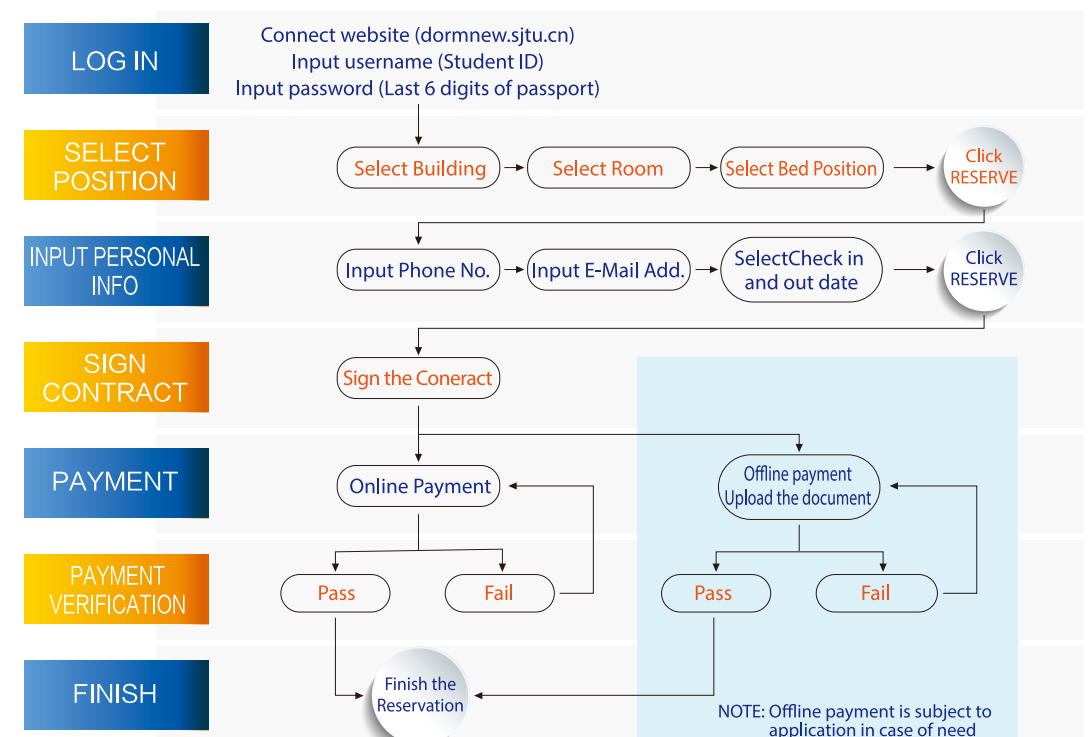 LOG IN
Connect website (dormnew.sjtu.cn)
Input username (Student ID)
Input password (Last 6 digits of passport)
SELECT
POSITION
Select Building
Select Room
Select Bed Position
Click
RESERVE
INPUT PERSONAL
INFO
Input Phone No.
Input E-Mail Add.
SelectCheck in
and out date
Click
RESERVE
SIGN
CONTRACT
Sign the Coneract
PAYMENT
Online Payment
Offline payment
Upload the document
PAYMENT
VERIFICATION
Pass
Fail
Pass
Fail
FINISH
Finish the
Reservation
NOTE: Offline payment is subject to
application in case of need